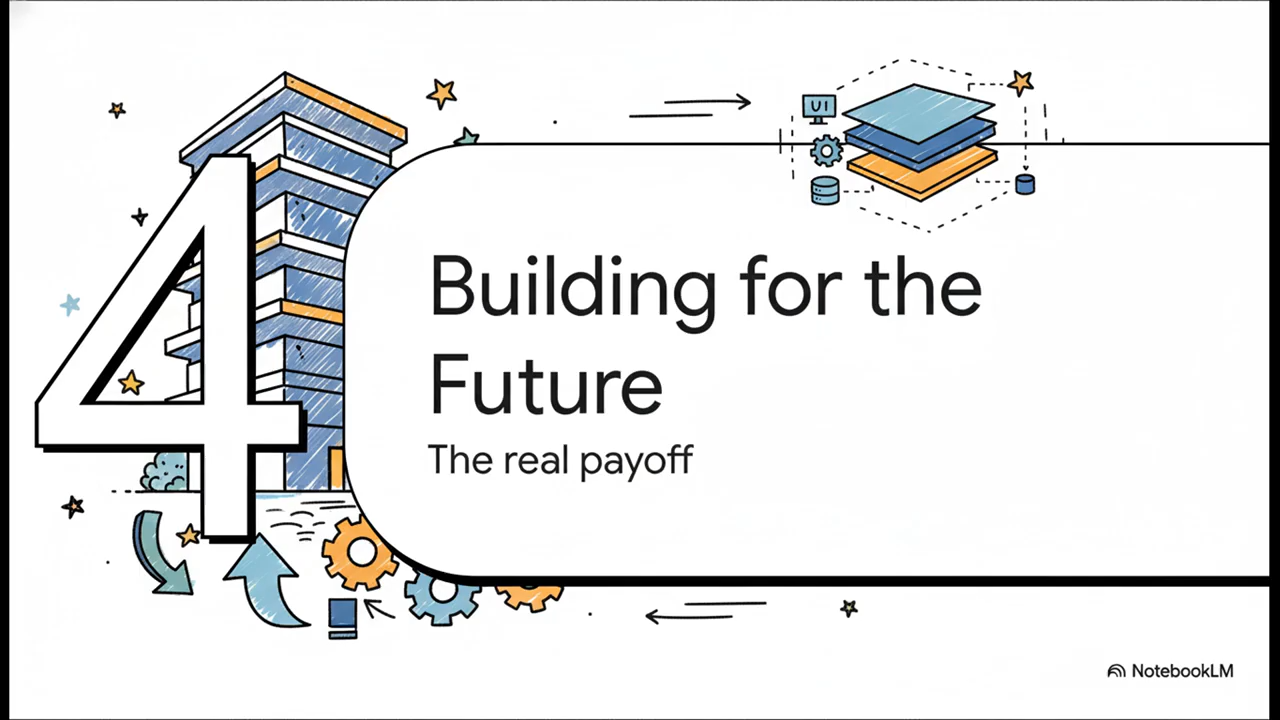 4
UI
Building for the
Future
The real payoff
NotebookLM